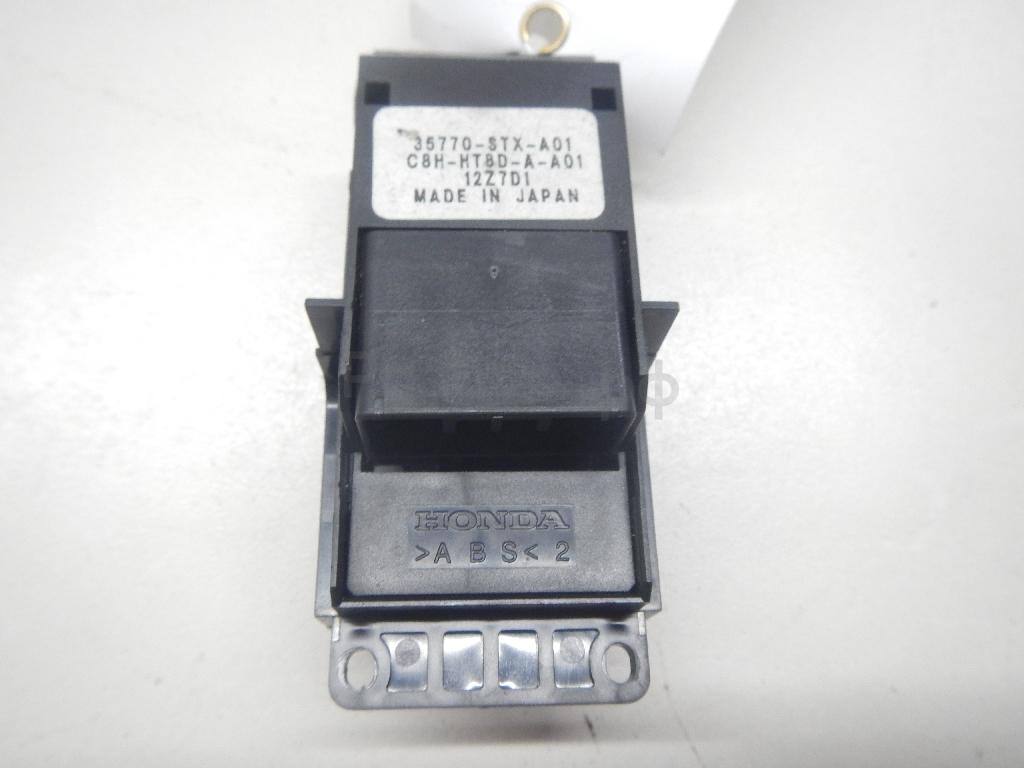 35770-STX-A01
C8H-HT8D-A-A01
12Z7D1
MADE IN JAPAN
HONDA
>A B S< 2